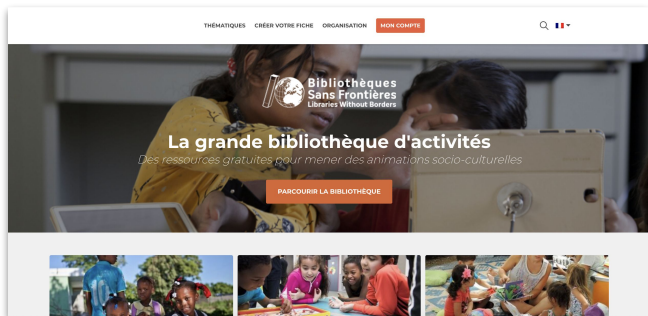 THÉMATIQUES CRÉER VOTRE FICHE ORGANISATION MON COMPTE
Bibliothèques
Sans Frontières
Libraries Without Borders
La grande bibliothèque d'activités
Des ressources gratuites pour mener des animations socio-culturelles
PARCOURIR LA BIBLIOTHÈQUE